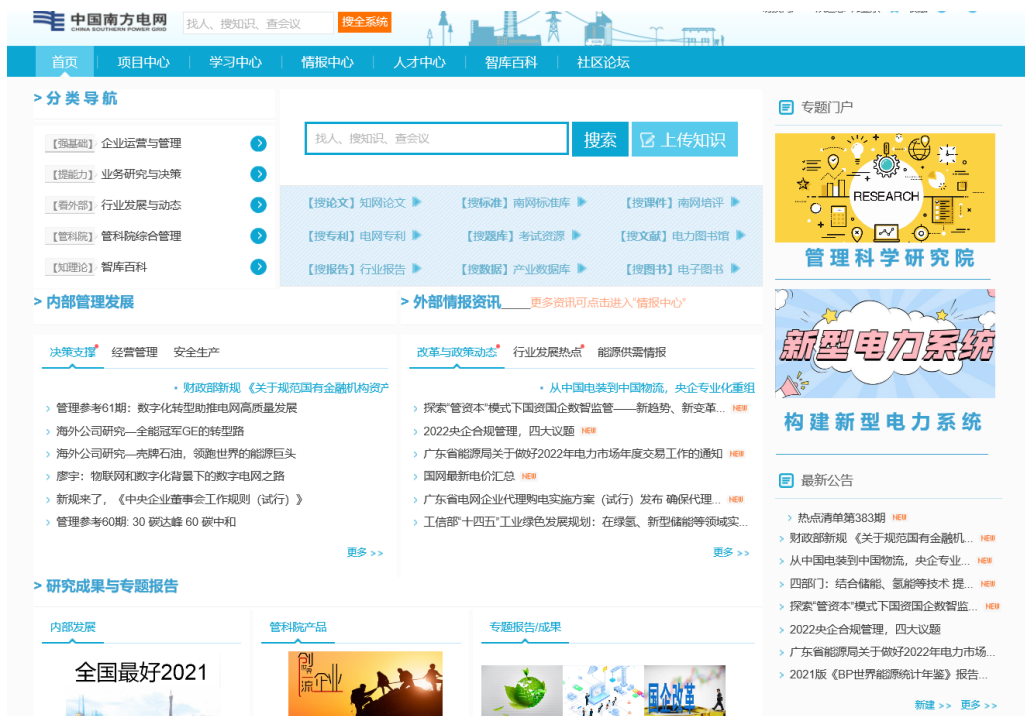 中国南方电网
CHINA SOUTHERN POWER GRID
找人、搜知识、查会议
搜全系统
首页 项目中心 学习中心 情报中心 人才中心 智库百科 社区论坛
> 分类导航
【强基础】 企业运营与管理
【提能力】 业务研究与决策
【看外部】 行业发展与动态
【管科院】 管科院综合管理
【知理论】 智库百科
找人、搜知识、查会议
搜索
上传知识
【搜论文】知网论文 【搜标准】南网标准库 【搜课件】南网培评
【搜专利】电网专利 【搜题库】考试资源 【搜文献】电力图书馆
【搜报告】行业报告 【搜数据】产业数据库 【搜图书】电子图书
> 内部管理发展
决策支撑 经营管理 安全生产
· 财政部新规 《关于规范国有金融机构资产
› 管理参考61期：数字化转型助推电网高质量发展
› 海外公司研究—全能冠军GE的转型路
› 海外公司研究—壳牌石油，领跑世界的能源巨头
› 廖宇：物联网和数字化背景下的数字电网之路
› 新规来了，《中央企业董事会工作规则（试行）》
› 管理参考60期: 30 碳达峰 60 碳中和
更多 >>
> 外部情报资讯____更多资讯可点击进入"情报中心"
改革与政策动态 行业发展热点 能源供需情报
· 从中国电装到中国物流，央企专业化重组
› 探索"管资本"模式下国资国企数智监管——新趋势、新变革... NEW
› 2022央企合规管理，四大议题 NEW
› 广东省能源局关于做好2022年电力市场年度交易工作的通知 NEW
› 国网最新电价汇总 NEW
› 广东省电网企业代理购电实施方案（试行）发布 确保代理... NEW
› 工信部"十四五"工业绿色发展规划：在绿氢、新型储能等领域实...
更多 >>
> 研究成果与专题报告
内部发展
全国最好2021
管科院产品
创
世界
一流企业
专题报告/成果
国企改革
专题门户
RESEARCH
管理科学研究院
新型电力系统
构建新型电力系统
最新公告
› 热点清单第383期 NEW
› 财政部新规 《关于规范国有金融机... NEW
› 从中国电装到中国物流，央企专业... NEW
› 四部门：结合储能、氢能等技术 提... NEW
› 探索"管资本"模式下国资国企数智监... NEW
› 2022央企合规管理，四大议题
› 广东省能源局关于做好2022年电力市场...
› 2021版《BP世界能源统计年鉴》报告...
新建 >> 更多 >>